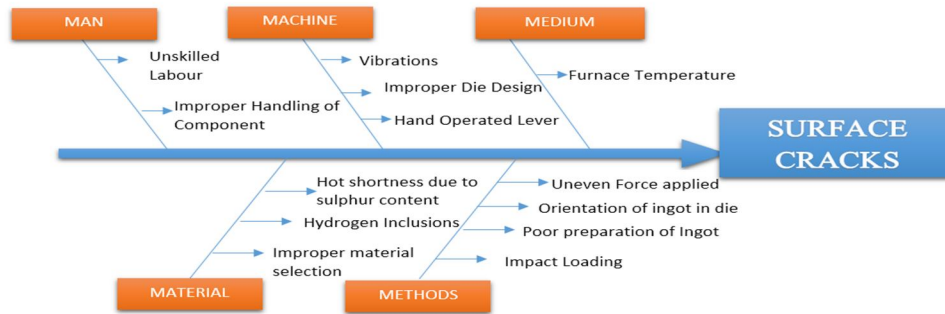 MAN
MACHINE
MEDIUM
Unskilled
Labour
Improper Handling of
Component
Vibrations
Improper Die Design
Hand Operated Lever
Furnace Temperature
SURFACE
CRACKS
Hot shortness due to
sulphur content
Hydrogen Inclusions
Improper material
selection
Uneven Force applied
Orientation of ingot in die
Poor preparation of Ingot
Impact Loading
MATERIAL
METHODS